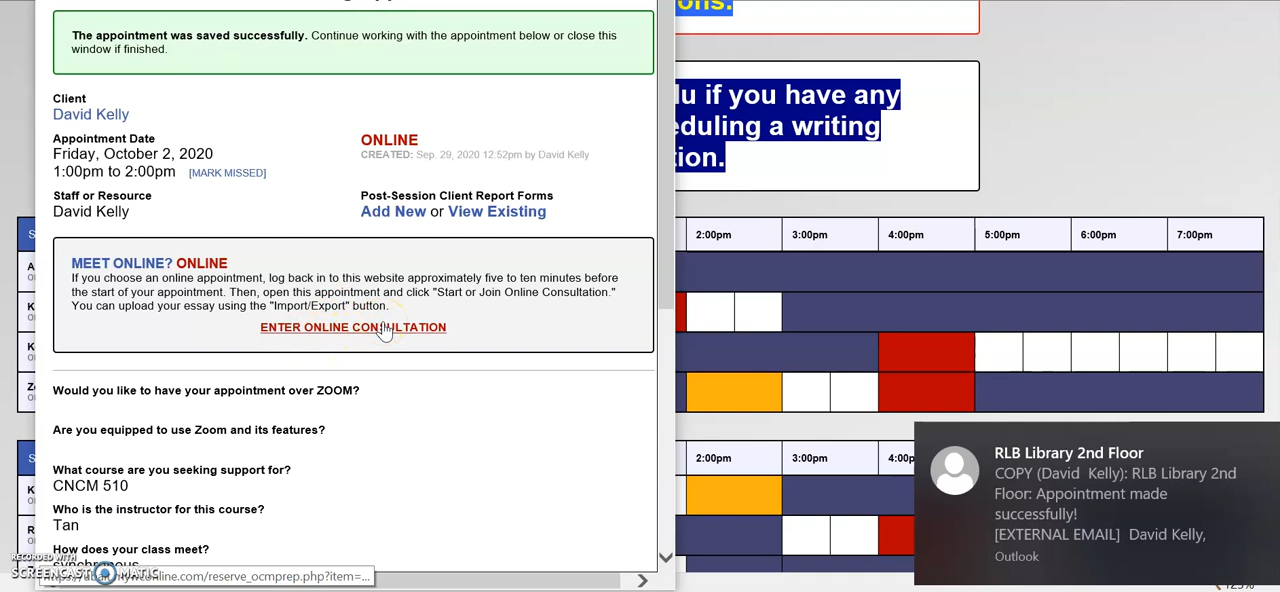 The appointment was saved successfully. Continue working with the appointment below or close this
window if finished.
Client
David Kelly
Appointment Date
Friday, October 2, 2020
1:00pm to 2:00pm [MARK MISSED]
ONLINE
CREATED: Sep. 29, 2020 12:52pm by David Kelly
Staff or Resource
David Kelly
Post-Session Client Report Forms
Add New or View Existing
MEET ONLINE? ONLINE
If you choose an online appointment, log back in to this website approximately five to ten minutes before
the start of your appointment. Then, open this appointment and click "Start or Join Online Consultation."
You can upload your essay using the "Import/Export" button.
ENTER ONLINE CONSULTATION
Would you like to have your appointment over ZOOM?
Are you equipped to use Zoom and its features?
What course are you seeking support for?
CNCM 510
Who is the instructor for this course?
Tan
How does your class meet?
synchronous
RECORDED WITH
SCREENCAST MATIC
ons.
lu if you have any
eduling a writing
tion.
2:00pm 3:00pm 4:00pm 5:00pm 6:00pm 7:00pm
2:00pm 3:00pm
RLB Library 2nd Floor
COPY (David Kelly): RLB Library 2nd
Floor: Appointment made
successfully!
[EXTERNAL EMAIL] David Kelly,
Outlook